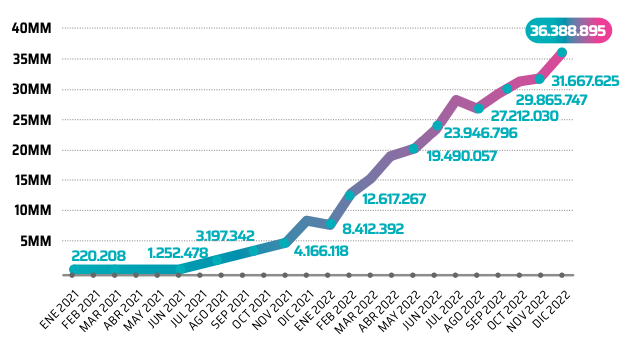 40MM
36.388.895
35MM
31.667.625
30MM
29.865.747
25MM
27.212.030
23.946.796
20MM
19.490.057
15MM
12.617.267
10MM
8.412.392
5MM
3.197.342
4.166.118
220.208
1.252.478
ENE 2021
FEB 2021
MAR 2021
ABR 2021
MAY 2021
JUN 2021
JUL 2021
AGO 2021
SEP 2021
OCT 2021
NOV 2021
DIC 2021
ENE 2022
FEB 2022
MAR 2022
ABR 2022
MAY 2022
JUN 2022
JUL 2022
AGO 2022
SEP 2022
OCT 2022
NOV 2022
DIC 2022